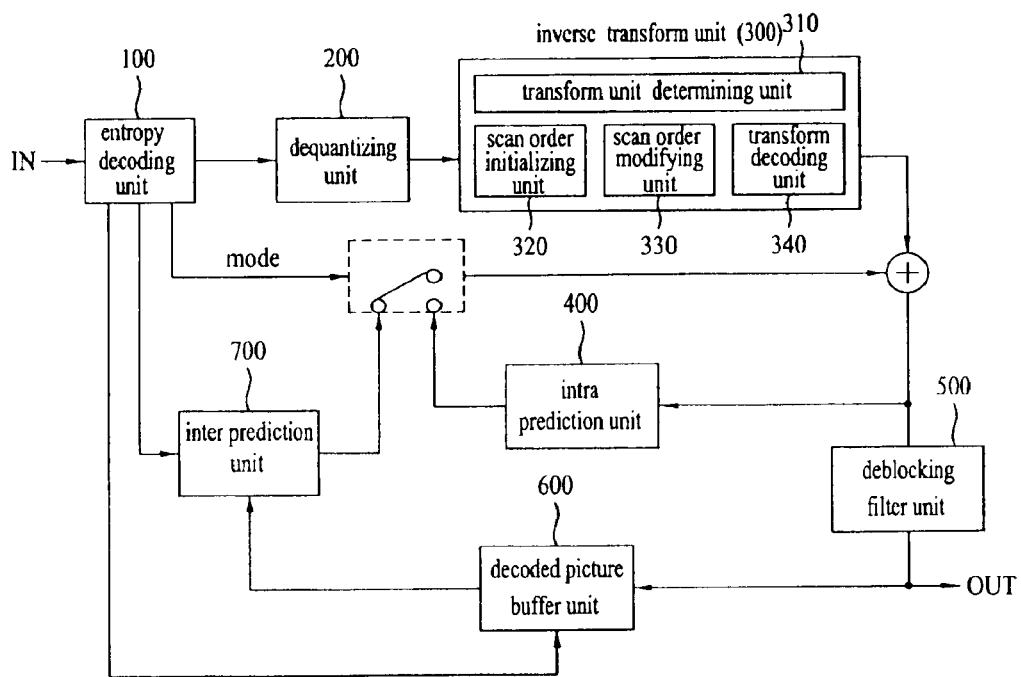 inverse transform unit (300)
310
100
200
transform unit determining unit
entropy
decoding
unit
dequantizing
unit
scan order
initializing
unit
scan order
modifying
unit
transform
decoding
unit
IN
320
330
340
mode
+
400
700
intra
prediction unit
500
inter prediction
unit
deblocking
filter unit
600
decoded picture
buffer unit
OUT